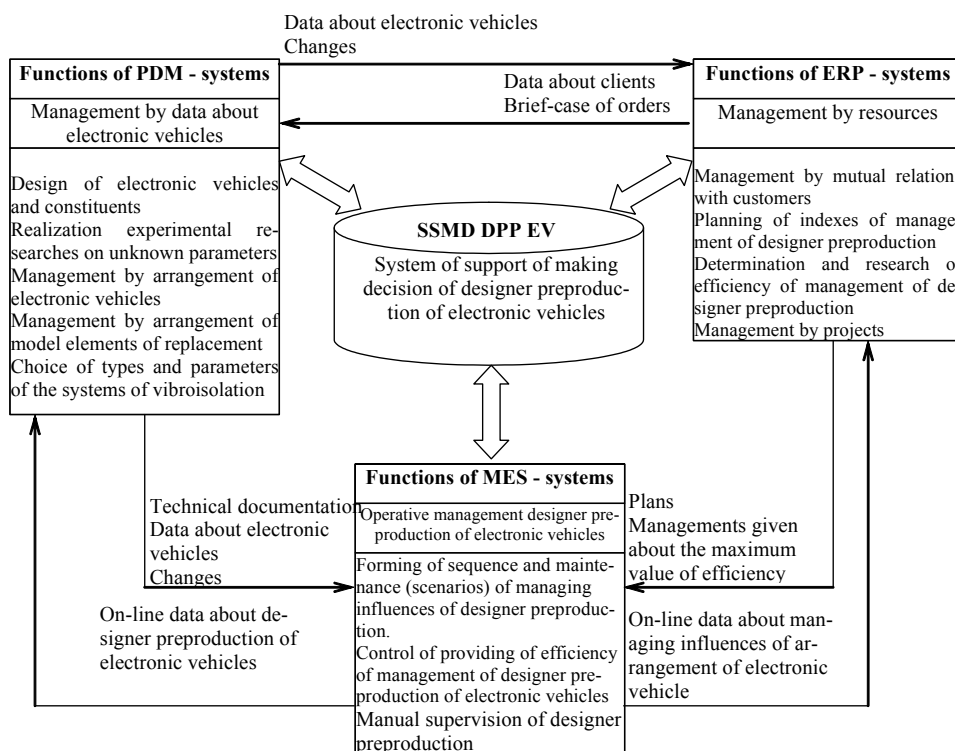 Data about electronic vehicles
Changes
Functions of PDM - systems
Management by data about
electronic vehicles
Design of electronic vehicles
and constituents
Realization experimental re-
searches on unknown parameters
Management by arrangement of
electronic vehicles
Management by arrangement of
model elements of replacement
Choice of types and parameters
of the systems of vibroisolation
Data about clients
Brief-case of orders
Functions of ERP - systems
Management by resources
Management by mutual relation
with customers
Planning of indexes of manage-
ment of designer preproduction
Determination and research o
efficiency of management of de-
signer preproduction
Management by projects
SSMD DPP EV
System of support of making
decision of designer preproduc-
tion of electronic vehicles
Technical documentation
Data about electronic
vehicles
Changes
On-line data about de-
signer preproduction of
electronic vehicles
Functions of MES - systems
Operative management designer pre-
production of electronic vehicles
Forming of sequence and mainte-
nance (scenarios) of managing
influences of designer preproduc-
tion.
Control of providing of efficiency
of management of designer pre-
production of electronic vehicles
Manual supervision of designer
preproduction
Plans
Managements given
about the maximum
value of efficiency
On-line data about man-
aging influences of ar-
rangement of electronic
vehicle